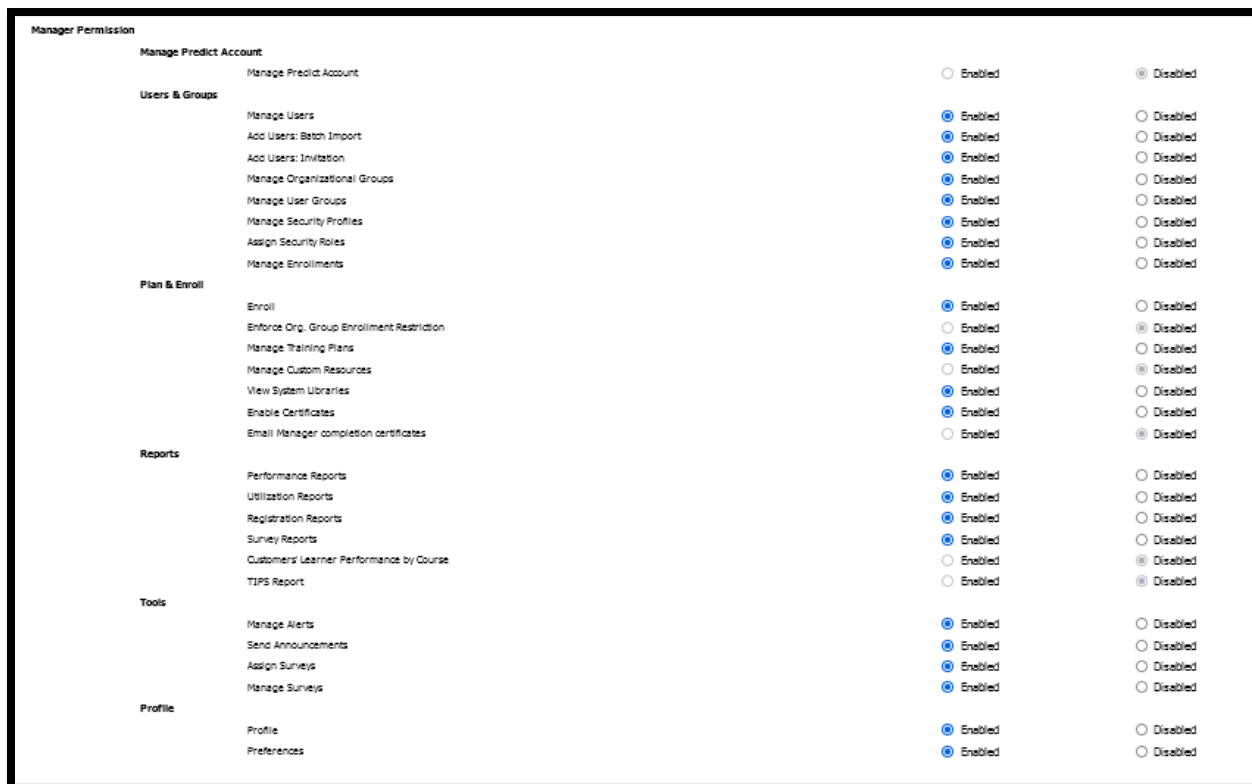 Manager Permission
Manage Predict Account
Manage Predict Account Enabled Disabled
Users & Groups
Manage Users Enabled Disabled
Add Users: Batch Import Enabled Disabled
Add Users: Invitation Enabled Disabled
Manage Organizational Groups Enabled Disabled
Manage User Groups Enabled Disabled
Manage Security Profiles Enabled Disabled
Assign Security Roles Enabled Disabled
Manage Enrollments Enabled Disabled
Plan & Enroll
Enroll Enabled Disabled
Enforce Org. Group Enrollment Restriction Enabled Disabled
Manage Training Plans Enabled Disabled
Manage Custom Resources Enabled Disabled
View System Libraries Enabled Disabled
Enable Certificates Enabled Disabled
Email Manager completion certificates Enabled Disabled
Reports
Performance Reports Enabled Disabled
Utilization Reports Enabled Disabled
Registration Reports Enabled Disabled
Survey Reports Enabled Disabled
Customers' Learner Performance by Course Enabled Disabled
TIPS Report Enabled Disabled
Tools
Manage Alerts Enabled Disabled
Send Announcements Enabled Disabled
Assign Surveys Enabled Disabled
Manage Surveys Enabled Disabled
Profile
Profile Enabled Disabled
Preferences Enabled Disabled